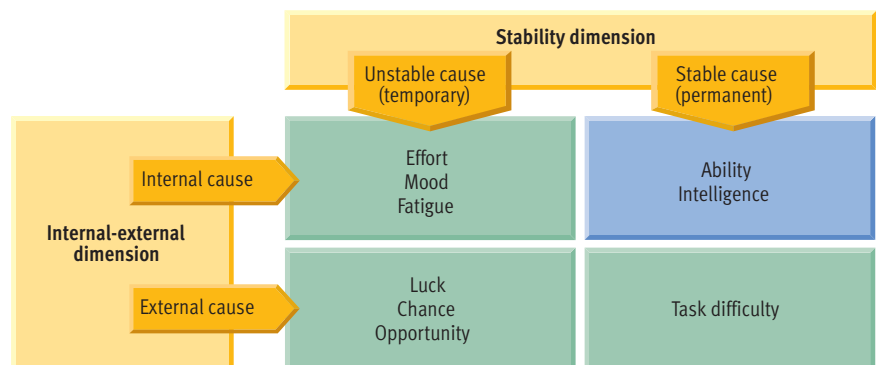 Stability dimension
Unstable cause
(temporary)
Stable cause
(permanent)
Internal-external
dimension
Internal cause
Effort
Mood
Fatigue
Ability
Intelligence
External cause
Luck
Chance
Opportunity
Task difficulty